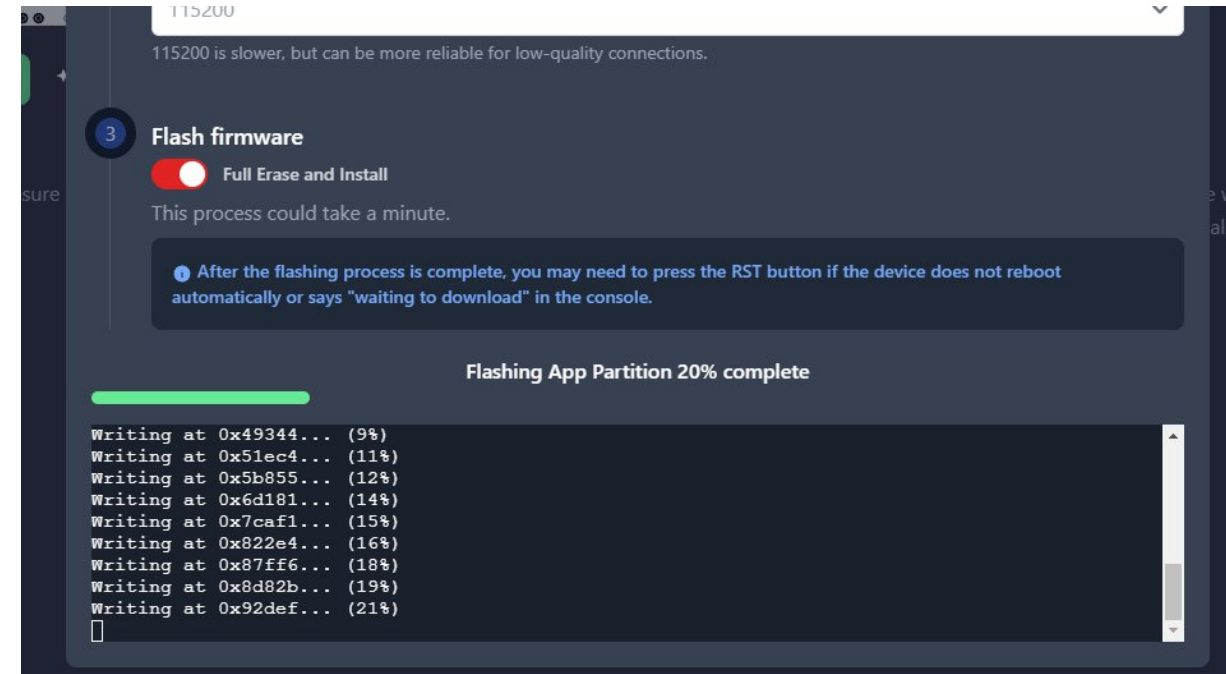 115200
115200 is slower, but can be more reliable for low-quality connections.
3
Flash firmware
Full Erase and Install
sure
This process could take a minute.
After the flashing process is complete, you may need to press the RST button if the device does not reboot
automatically or says "waiting to download" in the console.
Flashing App Partition 20% complete
Writing at 0x49344... (9%)
Writing at 0x51ec4... (11%)
Writing at 0x5b855... (12%)
Writing at 0x6d181... (14%)
Writing at 0x7caf1... (15%)
Writing at 0x822e4... (16%)
Writing at 0x87ff6... (18%)
Writing at 0x8d82b... (19%)
Writing at 0x92def... (21%)